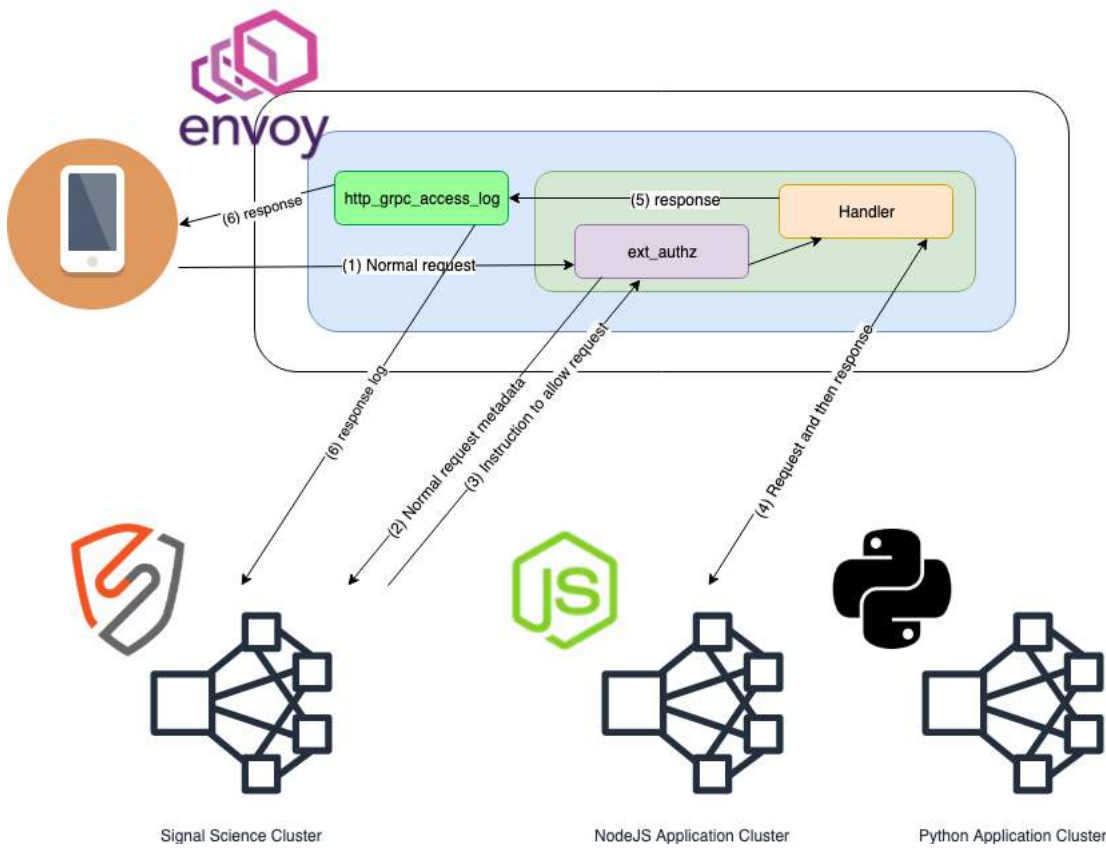 envoy
http_grpc_access_log
(5) response
Handler
(6) response
ext_authz
(1) Normal request
(6) response log
(2) Normal request metadata
(3) Instruction to allow request
(4) Request and then response
JS
Signal Science Cluster
NodeJS Application Cluster
Python Application Cluster